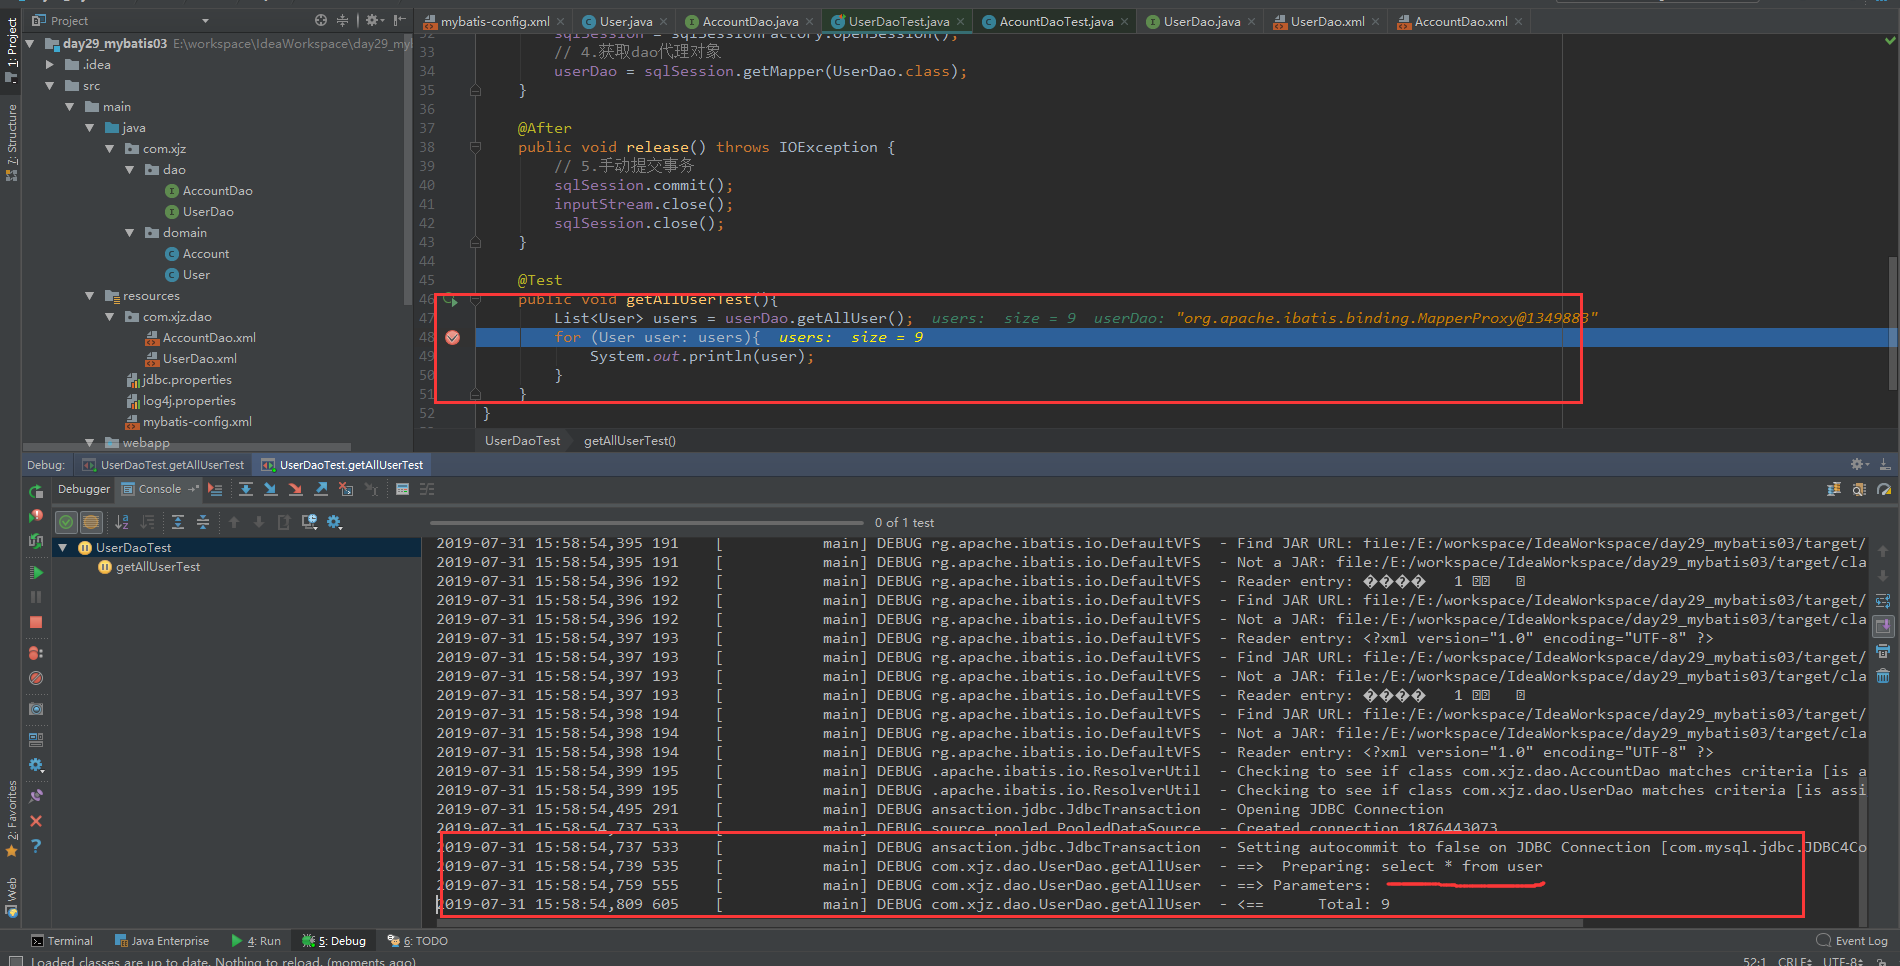 Project
mybatis-config.xml
User.java
AccountDao.java
UserDaoTest.java
AcountDaoTest.java
UserDao.java
UserDao.xml
AccountDao.xml
1: Project
7: Structure
2: Favorites
Web
day29_mybatis03 E:\workspace\IdeaWorkspace\day29_myb
.idea
src
main
java
com.xjz
dao
AccountDao
UserDao
domain
Account
User
resources
com.xjz.dao
AccountDao.xml
UserDao.xml
jdbc.properties
log4j.properties
mybatis-config.xml
webapp
32 sqlSession = sqlSessionFactory.openSession();
33 // 4.获取dao代理对象
34 userDao = sqlSession.getMapper(UserDao.class);
35 }
36
37 @After
38 public void release() throws IOException {
39 // 5.手动提交事务
40 sqlSession.commit();
41 inputStream.close();
42 sqlSession.close();
43 }
44
45 @Test
46 public void getAllUserTest(){
47 List<User> users = userDao.getAllUser(); users: size = 9 userDao: "org.apache.ibatis.binding.MapperProxy@1349883"
48 for (User user: users){ users: size = 9
49 System.out.println(user);
50 }
51 }
52 }
UserDaoTest getAllUserTest()
Debug: UserDaoTest.getAllUserTest UserDaoTest.getAllUserTest
Debugger Console
0 of 1 test
UserDaoTest
getAllUserTest
2019-07-31 15:58:54,395 191 [ main] DEBUG rg.apache.ibatis.io.DefaultVFS - Find JAR URL: file:/E:/workspace/IdeaWorkspace/day29_mybatis03/target/
2019-07-31 15:58:54,395 191 [ main] DEBUG rg.apache.ibatis.io.DefaultVFS - Not a JAR: file:/E:/workspace/IdeaWorkspace/day29_mybatis03/target/cla
2019-07-31 15:58:54,396 192 [ main] DEBUG rg.apache.ibatis.io.DefaultVFS - Reader entry: ���� 1
2019-07-31 15:58:54,396 192 [ main] DEBUG rg.apache.ibatis.io.DefaultVFS - Find JAR URL: file:/E:/workspace/IdeaWorkspace/day29_mybatis03/target/
2019-07-31 15:58:54,396 192 [ main] DEBUG rg.apache.ibatis.io.DefaultVFS - Not a JAR: file:/E:/workspace/IdeaWorkspace/day29_mybatis03/target/cla
2019-07-31 15:58:54,397 193 [ main] DEBUG rg.apache.ibatis.io.DefaultVFS - Reader entry: <?xml version="1.0" encoding="UTF-8" ?>
2019-07-31 15:58:54,397 193 [ main] DEBUG rg.apache.ibatis.io.DefaultVFS - Find JAR URL: file:/E:/workspace/IdeaWorkspace/day29_mybatis03/target/
2019-07-31 15:58:54,397 193 [ main] DEBUG rg.apache.ibatis.io.DefaultVFS - Not a JAR: file:/E:/workspace/IdeaWorkspace/day29_mybatis03/target/cla
2019-07-31 15:58:54,397 193 [ main] DEBUG rg.apache.ibatis.io.DefaultVFS - Reader entry: ���� 1
2019-07-31 15:58:54,398 194 [ main] DEBUG rg.apache.ibatis.io.DefaultVFS - Find JAR URL: file:/E:/workspace/IdeaWorkspace/day29_mybatis03/target/
2019-07-31 15:58:54,398 194 [ main] DEBUG rg.apache.ibatis.io.DefaultVFS - Not a JAR: file:/E:/workspace/IdeaWorkspace/day29_mybatis03/target/cla
2019-07-31 15:58:54,398 194 [ main] DEBUG rg.apache.ibatis.io.DefaultVFS - Reader entry: <?xml version="1.0" encoding="UTF-8" ?>
2019-07-31 15:58:54,399 195 [ main] DEBUG .apache.ibatis.io.ResolverUtil - Checking to see if class com.xjz.dao.AccountDao matches criteria [is a
2019-07-31 15:58:54,399 195 [ main] DEBUG .apache.ibatis.io.ResolverUtil - Checking to see if class com.xjz.dao.UserDao matches criteria [is assi
2019-07-31 15:58:54,495 291 [ main] DEBUG ansaction.jdbc.JdbcTransaction - Opening JDBC Connection
2019-07-31 15:58:54,737 533 [ main] DEBUG source.pooled.PooledDataSource - Created connection 1876443073.
2019-07-31 15:58:54,737 533 [ main] DEBUG ansaction.jdbc.JdbcTransaction - Setting autocommit to false on JDBC Connection [com.mysql.jdbc.JDBC4Co
2019-07-31 15:58:54,739 535 [ main] DEBUG com.xjz.dao.UserDao.getAllUser - ==> Preparing: select * from user
2019-07-31 15:58:54,759 555 [ main] DEBUG com.xjz.dao.UserDao.getAllUser - ==> Parameters:
2019-07-31 15:58:54,809 605 [ main] DEBUG com.xjz.dao.UserDao.getAllUser - <== Total: 9
Terminal Java Enterprise 4: Run 5: Debug 6: TODO Event Log
Loaded classes are up to date. Nothing to reload. (moments ago) 52:1 CRLF UTF-8